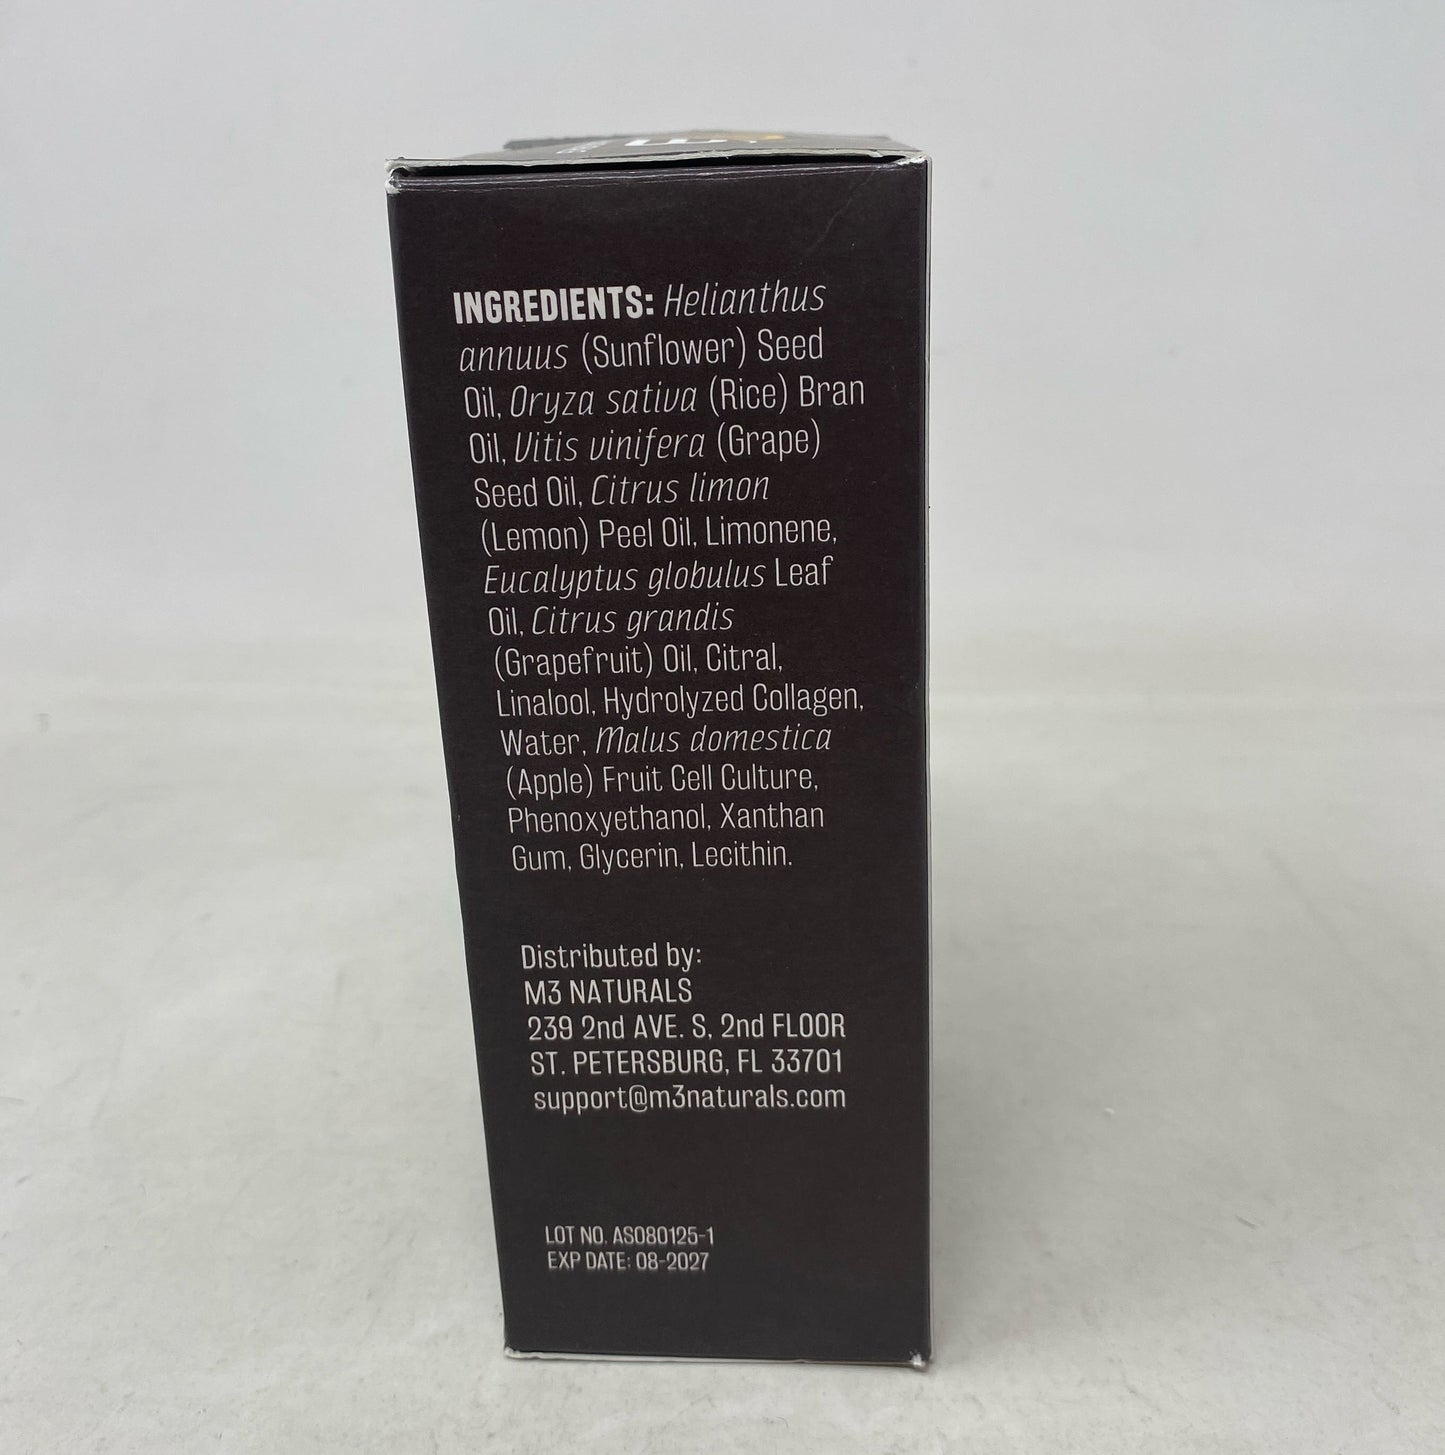 INGREDIENTS: Helianthus
annuus (Sunflower) Seed
Oil, Oryza sativa (Rice) Bran
Oil, Vitis vinifera (Grape)
Seed Oil, Citrus limon
(Lemon) Peel Oil, Limonene,
Eucalyptus globulus Leaf
Oil, Citrus grandis
(Grapefruit) Oil, Citral,
Linalool, Hydrolyzed Collagen,
Water, Malus domestica
(Apple) Fruit Cell Culture,
Phenoxyethanol, Xanthan
Gum, Glycerin, Lecithin.
Distributed by:
M3 NATURALS
239 2nd AVE. S, 2nd FLOOR
ST. PETERSBURG, FL 33701
support@m3naturals.com
LOT NO. AS080125-1
EXP DATE: 08-2027